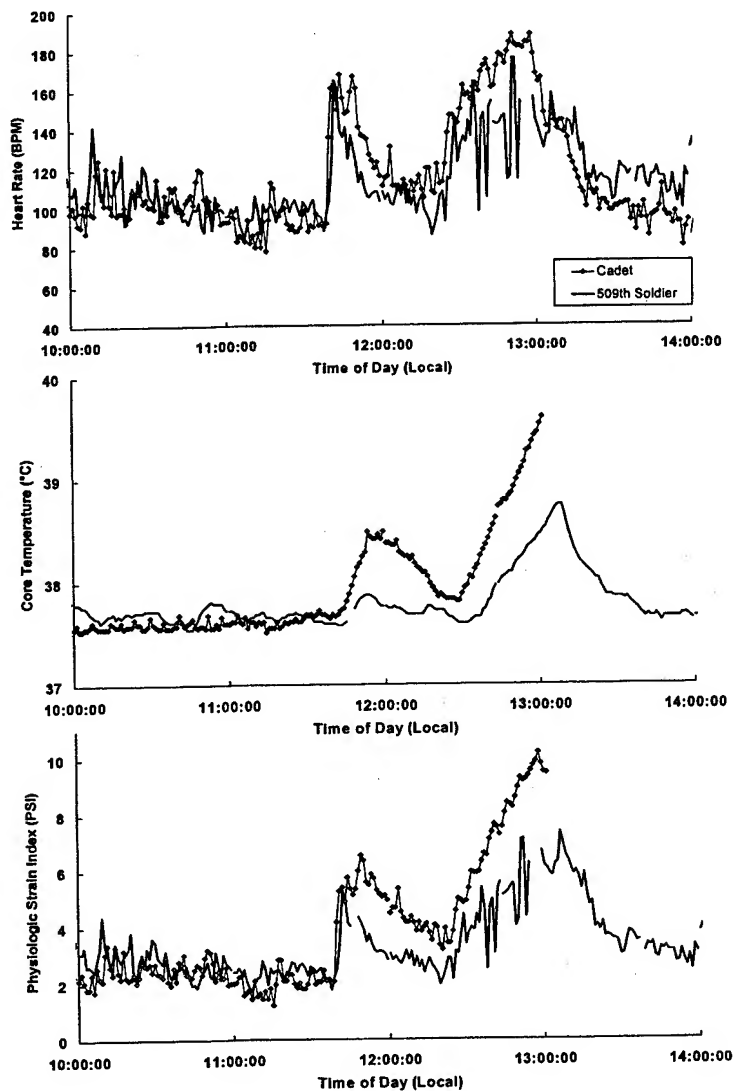 200
180
160
140
120
100
80
60
40
Heart Rate (BPM)
Cadet
509th Soldier
10:00:00 11:00:00 12:00:00 13:00:00 14:00:00
Time of Day (Local)
40
39
38
37
Core Temperature (°C)
10:00:00 11:00:00 12:00:00 13:00:00 14:00:00
Time of Day (Local)
10
8
6
4
2
0
Physiologic Strain Index (PSI)
10:00:00 11:00:00 12:00:00 13:00:00 14:00:00
Time of Day (Local)